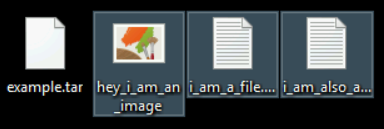 example.tar
hey_i_am_an
_image
i_am_a_file....
i_am_also_a...